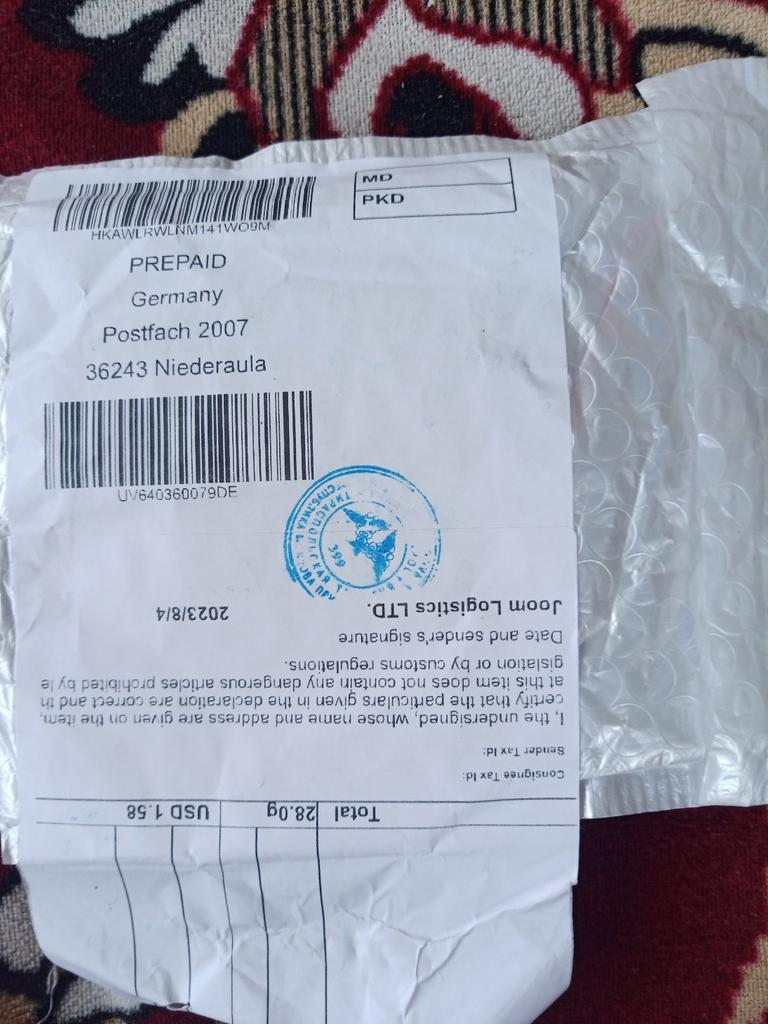 HKAWLRWLNM141WO9M
MD
PKD
PREPAID
Germany
Postfach 2007
36243 Niederaula
UV640360079DE
Total 28.0g USD 1.58
Consignee Tax Id:
Sender Tax Id:
I, the undersigned, whose name and address are given on the item,
certify that the particulars given in the declaration are correct and th
at this item does not contain any dangerous articles prohibited by le
gislation or by customs regulations.
Date and sender's signature
Joom Logistics LTD. 2023/8/4
ТИРАСПОЛЬСКАЯ
399